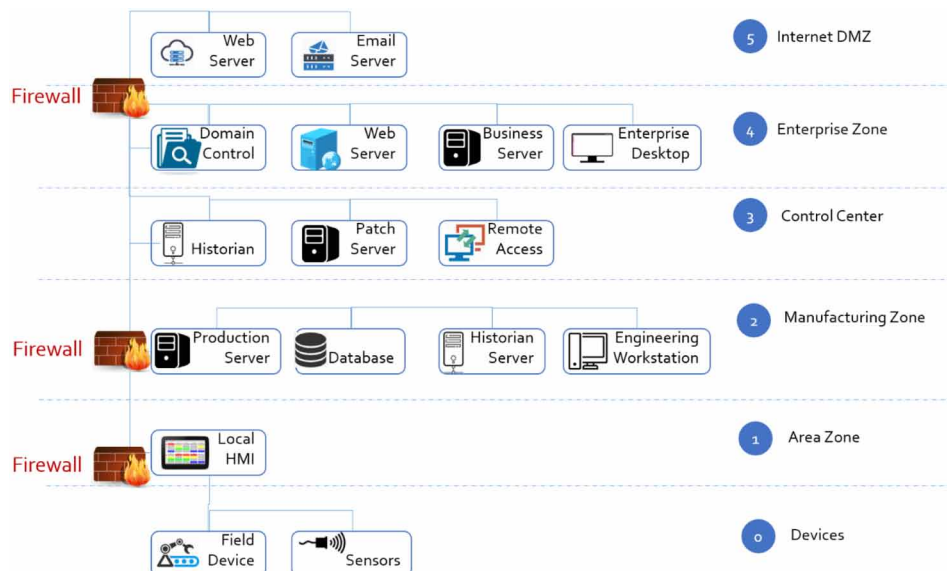 Web
Server
Email
Server
5
Internet DMZ
Firewall
Domain
Control
Web
Server
Business
Server
Enterprise
Desktop
4
Enterprise Zone
Historian
Patch
Server
Remote
Access
3
Control Center
Firewall
Production
Server
Database
Historian
Server
Engineering
Workstation
2
Manufacturing Zone
Firewall
Local
HMI
1
Area Zone
Field
Device
Sensors
0
Devices